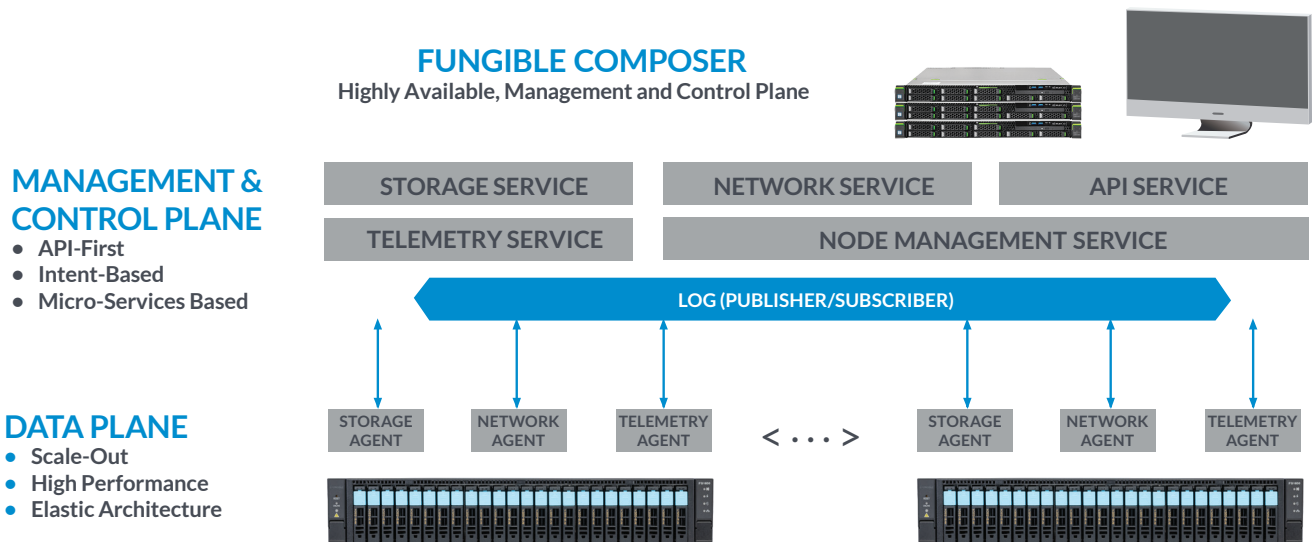 FUNGIBLE COMPOSER
Highly Available, Management and Control Plane
MANAGEMENT &
CONTROL PLANE
● API-First
● Intent-Based
● Micro-Services Based
STORAGE SERVICE
NETWORK SERVICE
API SERVICE
TELEMETRY SERVICE
NODE MANAGEMENT SERVICE
LOG (PUBLISHER/SUBSCRIBER)
DATA PLANE
● Scale-Out
● High Performance
● Elastic Architecture
STORAGE
AGENT
NETWORK
AGENT
TELEMETRY
AGENT
< . . . >
STORAGE
AGENT
NETWORK
AGENT
TELEMETRY
AGENT